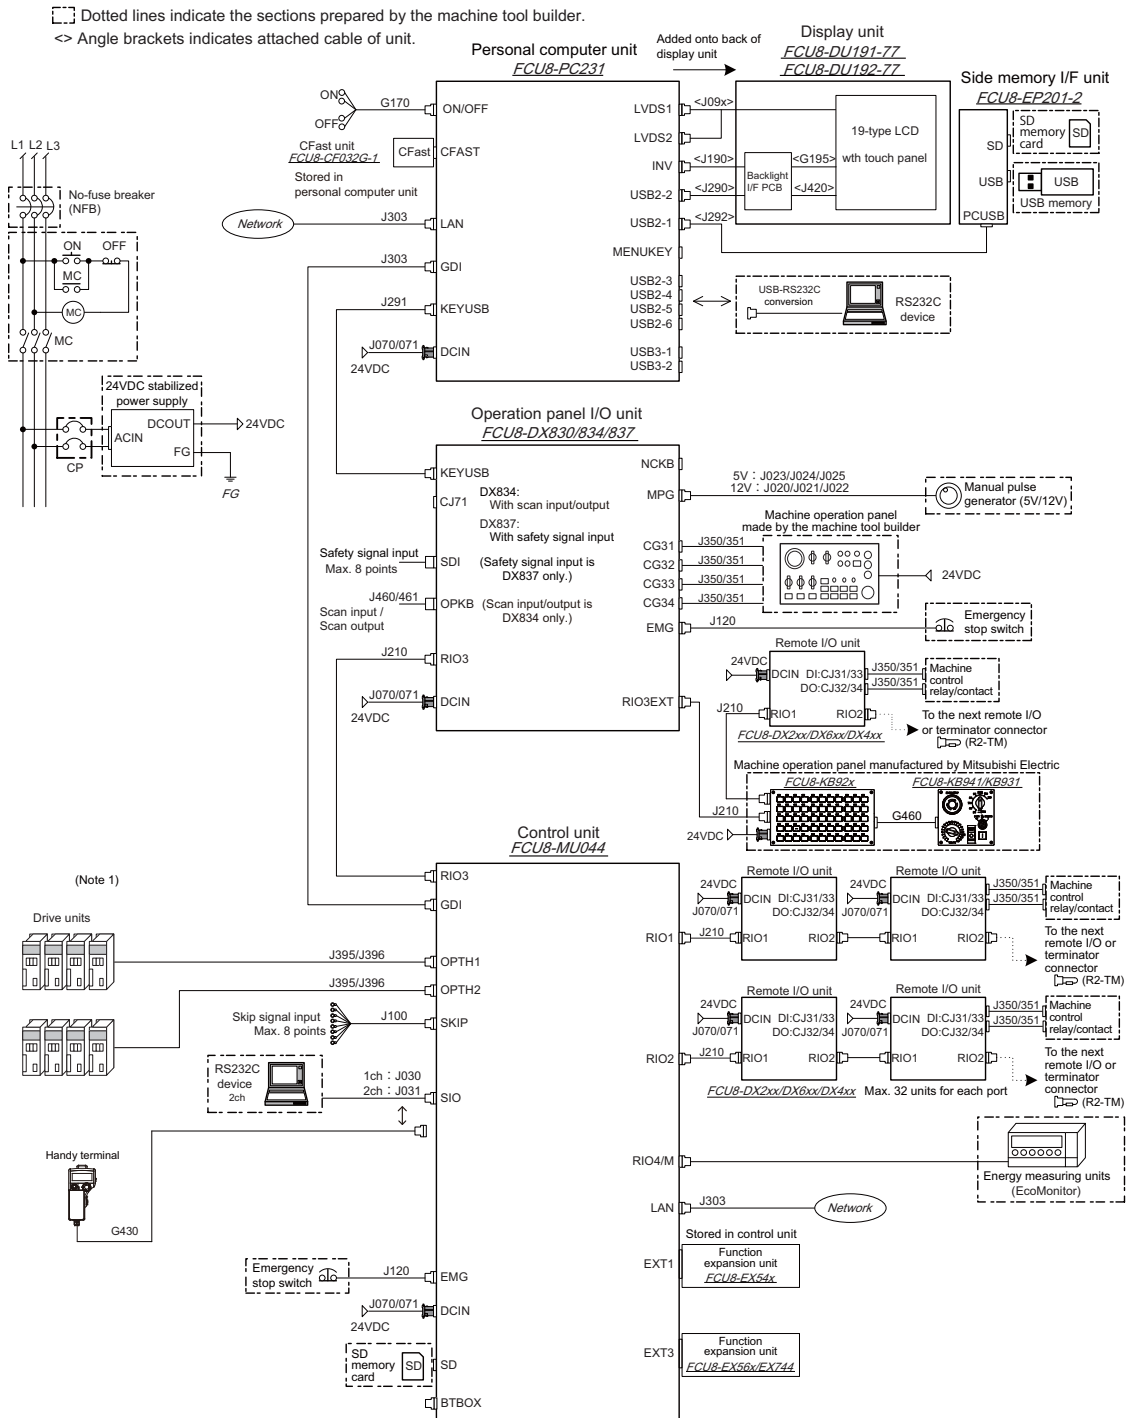 Dotted lines indicate the sections prepared by the machine tool builder.
<> Angle brackets indicates attached cable of unit.
Personal computer unit
FCU8-PC231
Added onto back of
display unit
Display unit
FCU8-DU191-77
FCU8-DU192-77
Side memory I/F unit
FCU8-EP201-2
ON
OFF
G170
ON/OFF
CFast unit
FCU8-CF032G-1
CFast
CFAST
Stored in
personal computer unit
Network
J303
LAN
J303
GDI
J291
KEYUSB
J070/071
DCIN
24VDC
LVDS1
<J09x>
LVDS2
INV
<J190>
<G195>
USB2-2
<J290>
<J420>
USB2-1
<J292>
MENUKEY
USB2-3
USB2-4
USB2-5
USB2-6
USB3-1
USB3-2
19-type LCD
wth touch panel
Backlight
I/F PCB
SD
USB
PCUSB
SD
memory
card
SD
USB
USB memory
USB-RS232C
conversion
RS232C
device
L1 L2 L3
No-fuse breaker
(NFB)
ON
OFF
MC
MC
MC
24VDC stabilized
power supply
DCOUT
24VDC
ACIN
FG
CP
FG
Operation panel I/O unit
FCU8-DX830/834/837
KEYUSB
CJ71
DX834:
With scan input/output
DX837:
With safety signal input
Safety signal input
Max. 8 points
SDI
(Safety signal input is
DX837 only.)
J460/461
OPKB
(Scan input/output is
DX834 only.)
Scan input /
Scan output
J210
RIO3
J070/071
DCIN
24VDC
NCKB
MPG
5V : J023/J024/J025
12V : J020/J021/J022
Manual pulse
generator (5V/12V)
Machine operation panel
made by the machine tool builder
CG31
J350/351
CG32
J350/351
CG33
J350/351
CG34
J350/351
24VDC
EMG
J120
Emergency
stop switch
Remote I/O unit
24VDC
DCIN
DI:CJ31/33
DO:CJ32/34
J350/351
J350/351
Machine
control
relay/contact
RIO3EXT
J210
RIO1
RIO2
To the next remote I/O
or terminator connector
(R2-TM)
FCU8-DX2xx/DX6xx/DX4xx
Machine operation panel manufactured by Mitsubishi Electric
FCU8-KB92x
FCU8-KB941/KB931
J210
G460
24VDC
Control unit
FCU8-MU044
(Note 1)
Drive units
RIO3
GDI
J395/J396
OPTH1
J395/J396
OPTH2
Skip signal input
Max. 8 points
J100
SKIP
RS232C
device
2ch
1ch : J030
2ch : J031
SIO
Handy terminal
G430
Emergency
stop switch
J120
EMG
J070/071
DCIN
24VDC
SD
memory
card
SD
SD
BTBOX
Remote I/O unit
Remote I/O unit
24VDC
J070/071
DCIN
DI:CJ31/33
DO:CJ32/34
24VDC
J070/071
DCIN
DI:CJ31/33
DO:CJ32/34
J350/351
J350/351
Machine
control
relay/contact
RIO1
J210
RIO1
RIO2
RIO1
RIO2
To the next
remote I/O or
terminator
connector
(R2-TM)
Remote I/O unit
Remote I/O unit
24VDC
J070/071
DCIN
DI:CJ31/33
DO:CJ32/34
24VDC
J070/071
DCIN
DI:CJ31/33
DO:CJ32/34
J350/351
J350/351
Machine
control
relay/contact
RIO2
J210
RIO1
RIO2
RIO1
RIO2
To the next
remote I/O or
terminator
connector
(R2-TM)
FCU8-DX2xx/DX6xx/DX4xx
Max. 32 units for each port
RIO4/M
Energy measuring units
(EcoMonitor)
LAN
J303
Network
Stored in control unit
EXT1
Function
expansion unit
FCU8-EX54x
EXT3
Function
expansion unit
FCU8-EX56x/EX744